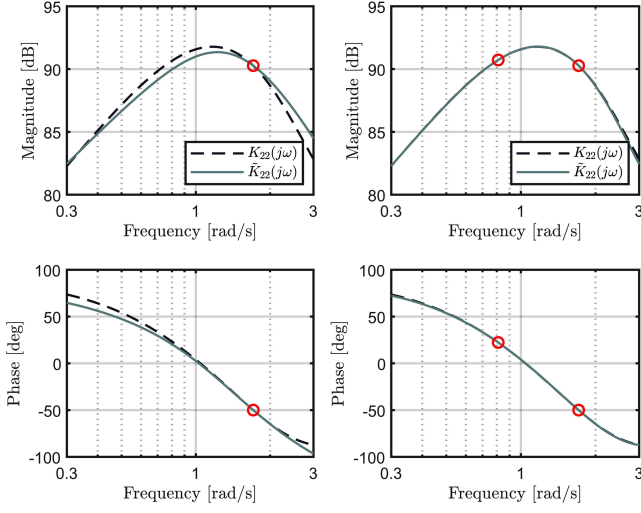 95
90
85
80
Magnitude [dB]
K₂₂(jω)
K̃₂₂(jω)
0.3
1
3
Frequency [rad/s]
95
90
85
80
Magnitude [dB]
K₂₂(jω)
K̃₂₂(jω)
0.3
1
3
Frequency [rad/s]
100
50
0
-50
-100
Phase [deg]
0.3
1
3
Frequency [rad/s]
100
50
0
-50
-100
Phase [deg]
0.3
1
3
Frequency [rad/s]